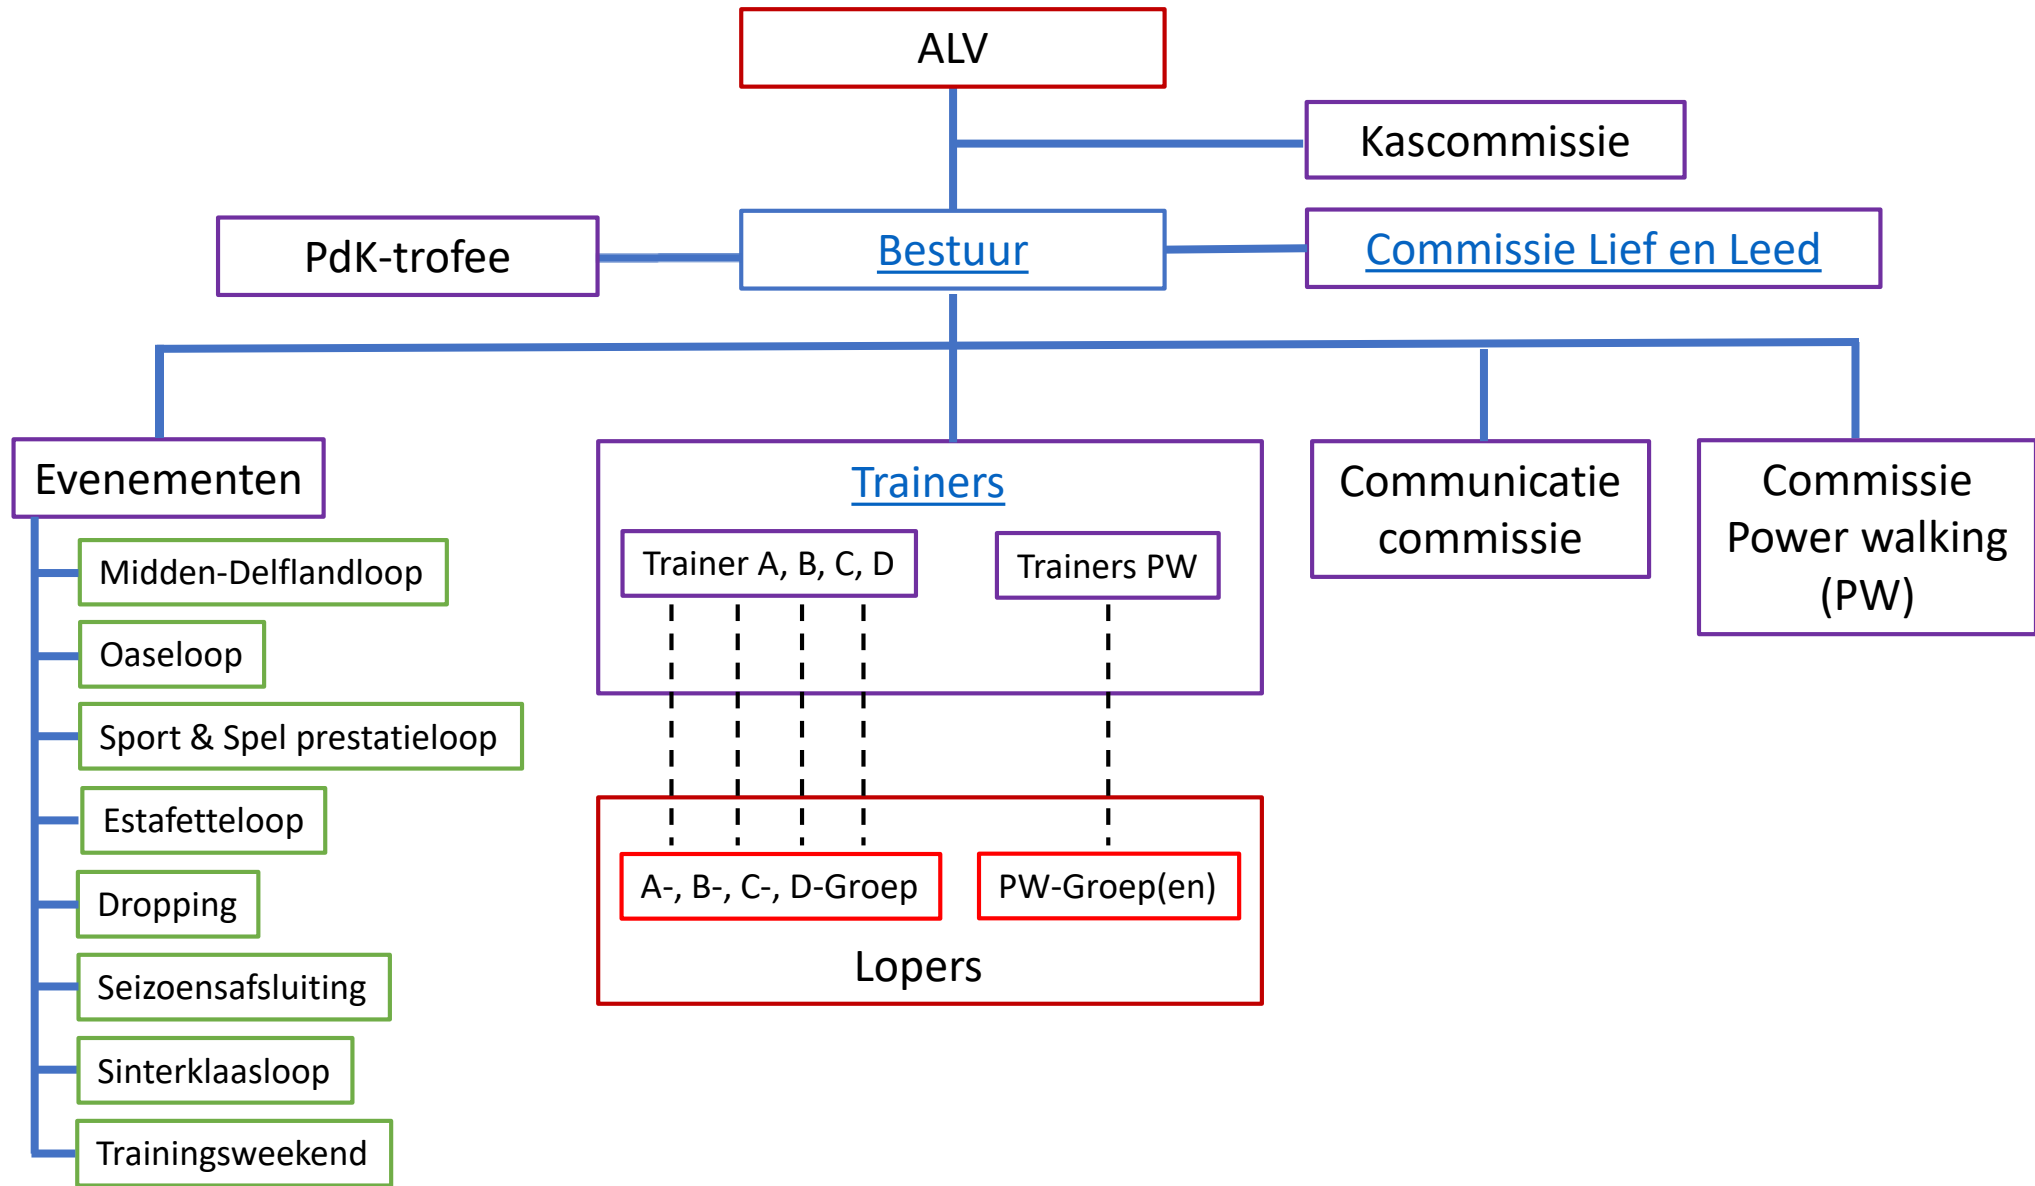 ALV
Kascommissie
PdK-trofee
Bestuur
Commissie Lief en Leed
Evenementen
Midden-Delflandloop
Oaseloop
Sport & Spel prestatieloop
Estafetteloop
Dropping
Seizoensafsluiting
Sinterklaasloop
Trainingsweekend
Trainers
Trainer A, B, C, D
Trainers PW
A-, B-, C-, D-Groep
PW-Groep(en)
Lopers
Communicatie
commissie
Commissie
Power walking
(PW)